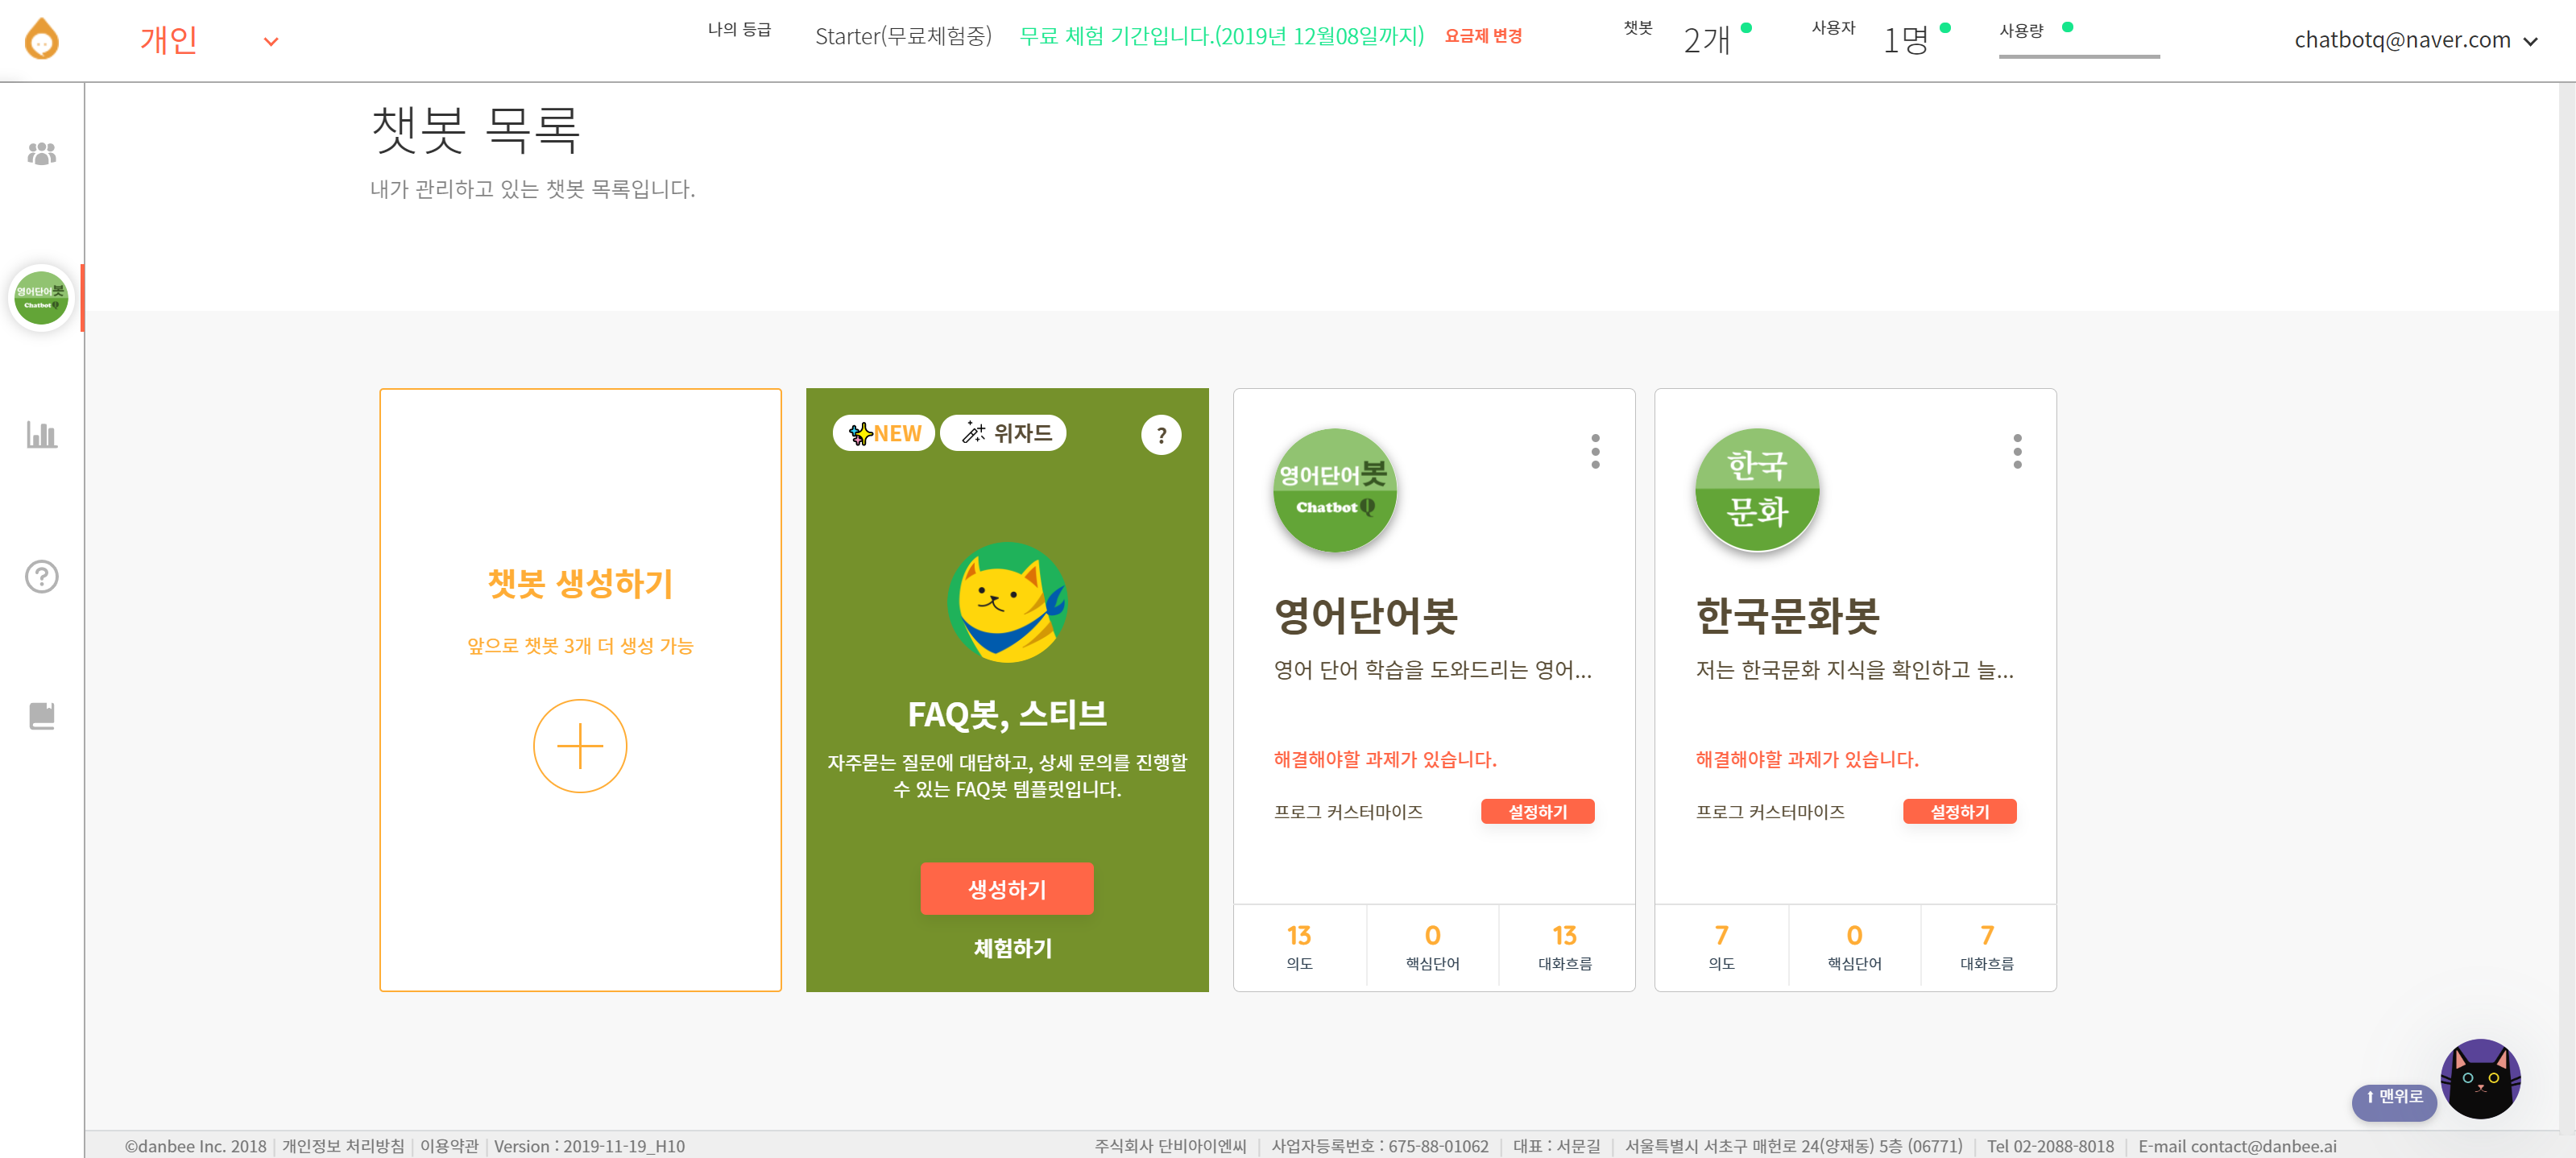 개인
나의 등급
Starter(무료체험중)
무료 체험 기간입니다.(2019년 12월08일까지)
요금제 변경
챗봇
2개
사용자
1명
사용량
chatbotq@naver.com
챗봇 목록
내가 관리하고 있는 챗봇 목록입니다.
영어단어봇
Chatbot Q
챗봇 생성하기
앞으로 챗봇 3개 더 생성 가능
NEW
위자드
?
FAQ봇, 스티브
자주묻는 질문에 대답하고, 상세 문의를 진행할
수 있는 FAQ봇 템플릿입니다.
생성하기
체험하기
영어단어봇
Chatbot Q
영어단어봇
영어 단어 학습을 도와드리는 영어...
해결해야할 과제가 있습니다.
프로그 커스터마이즈
설정하기
13
의도
0
핵심단어
13
대화흐름
한국
문화
한국문화봇
저는 한국문화 지식을 확인하고 늘...
해결해야할 과제가 있습니다.
프로그 커스터마이즈
설정하기
7
의도
0
핵심단어
7
대화흐름
⬆ 맨위로
©danbee Inc. 2018 | 개인정보 처리방침 | 이용약관 | Version : 2019-11-19_H10
주식회사 단비아이엔씨 | 사업자등록번호 : 675-88-01062 | 대표 : 서문길 | 서울특별시 서초구 매헌로 24(양재동) 5층 (06771) | Tel 02-2088-8018 | E-mail contact@danbee.ai